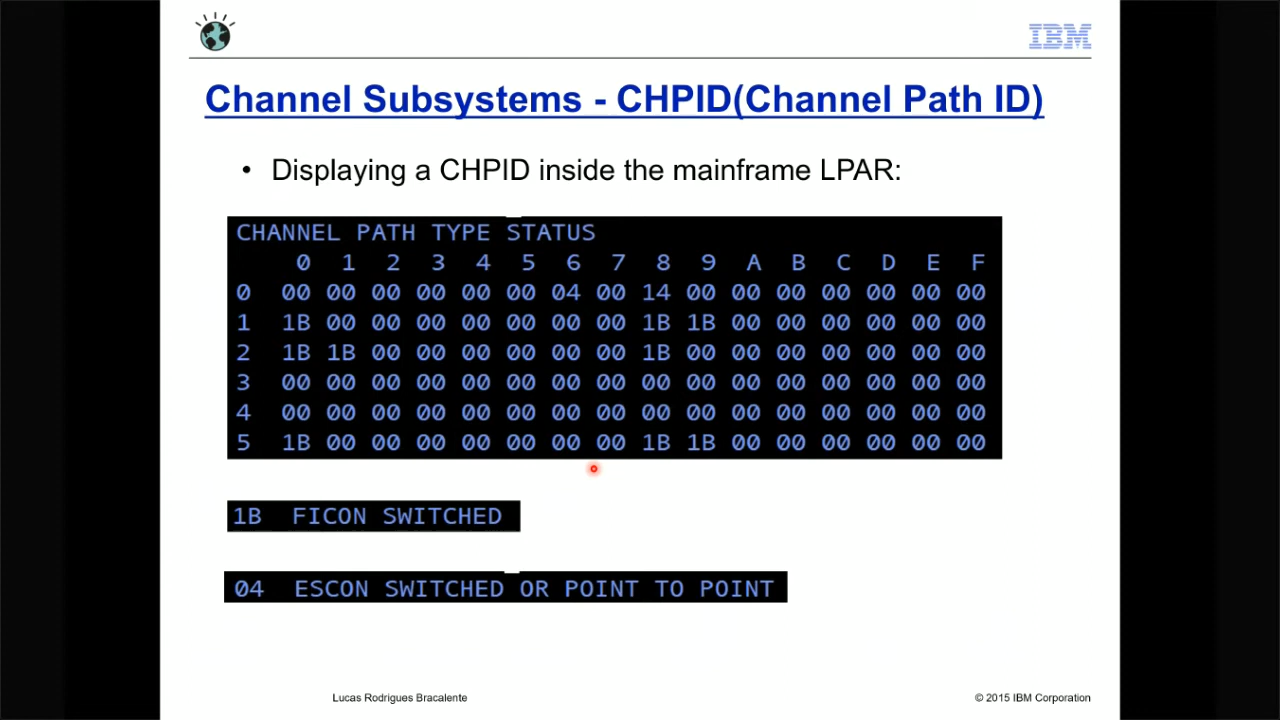 IBM
Channel Subsystems - CHPID(Channel Path ID)
• Displaying a CHPID inside the mainframe LPAR:
CHANNEL PATH TYPE STATUS
0 1 2 3 4 5 6 7 8 9 A B C D E F
0 00 00 00 00 00 00 04 00 14 00 00 00 00 00 00 00
1 1B 00 00 00 00 00 00 00 1B 1B 00 00 00 00 00 00
2 1B 1B 00 00 00 00 00 00 1B 00 00 00 00 00 00 00
3 00 00 00 00 00 00 00 00 00 00 00 00 00 00 00 00
4 00 00 00 00 00 00 00 00 00 00 00 00 00 00 00 00
5 1B 00 00 00 00 00 00 00 1B 1B 00 00 00 00 00 00
1B FICON SWITCHED
04 ESCON SWITCHED OR POINT TO POINT
Lucas Rodrigues Bracalente
© 2015 IBM Corporation